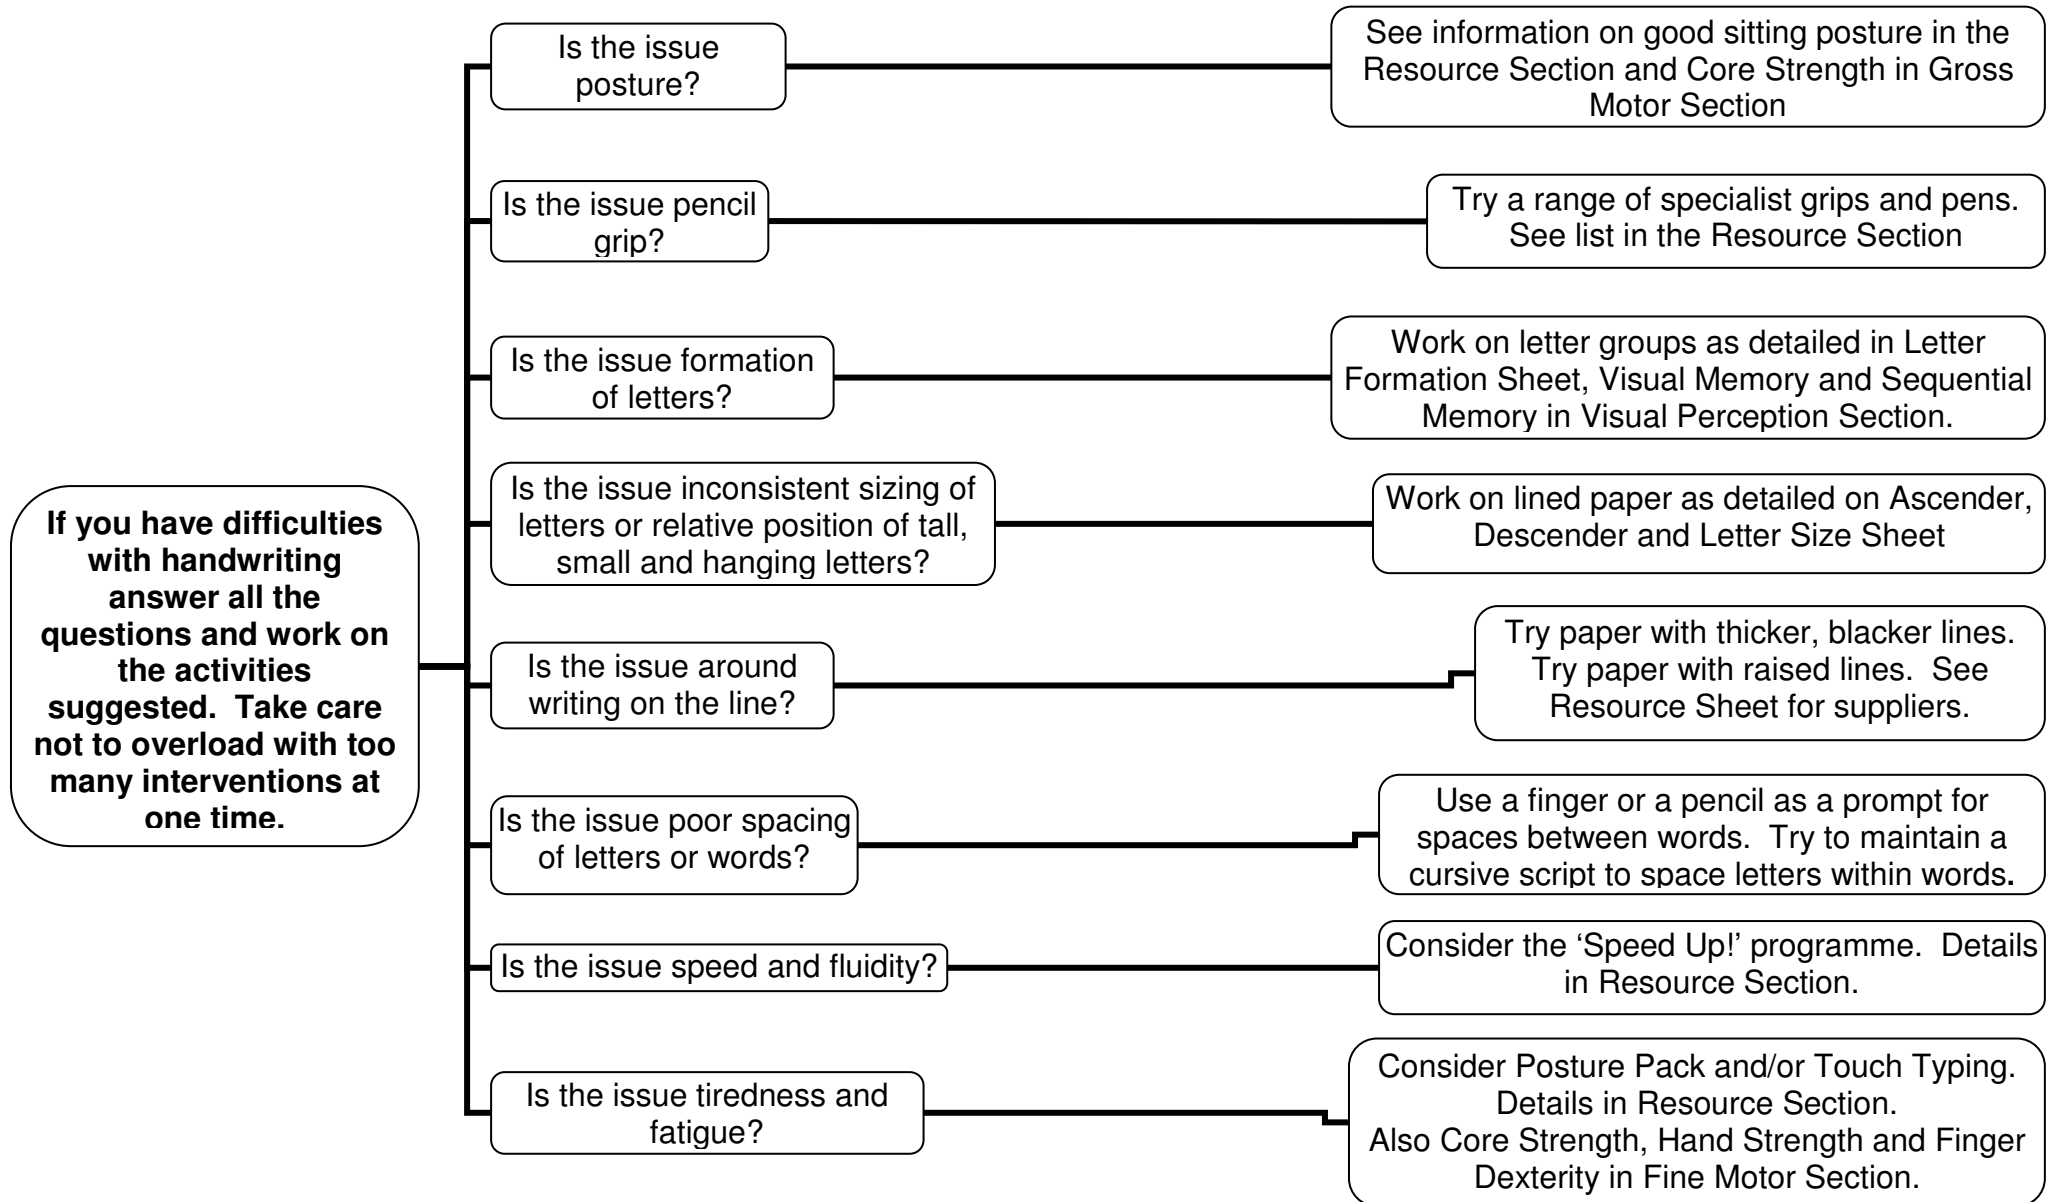 If you have difficulties
with handwriting
answer all the
questions and work on
the activities
suggested.  Take care
not to overload with too
many interventions at
one time.
Is the issue
posture?
See information on good sitting posture in the
Resource Section and Core Strength in Gross
Motor Section
Is the issue pencil
grip?
Try a range of specialist grips and pens.
See list in the Resource Section
Is the issue formation
of letters?
Work on letter groups as detailed in Letter
Formation Sheet, Visual Memory and Sequential
Memory in Visual Perception Section.
Is the issue inconsistent sizing of
letters or relative position of tall,
small and hanging letters?
Work on lined paper as detailed on Ascender,
Descender and Letter Size Sheet
Is the issue around
writing on the line?
Try paper with thicker, blacker lines.
Try paper with raised lines.  See
Resource Sheet for suppliers.
Is the issue poor spacing
of letters or words?
Use a finger or a pencil as a prompt for
spaces between words.  Try to maintain a
cursive script to space letters within words.
Is the issue speed and fluidity?
Consider the ‘Speed Up!’ programme.  Details
in Resource Section.
Is the issue tiredness and
fatigue?
Consider Posture Pack and/or Touch Typing.
Details in Resource Section.
Also Core Strength, Hand Strength and Finger
Dexterity in Fine Motor Section.